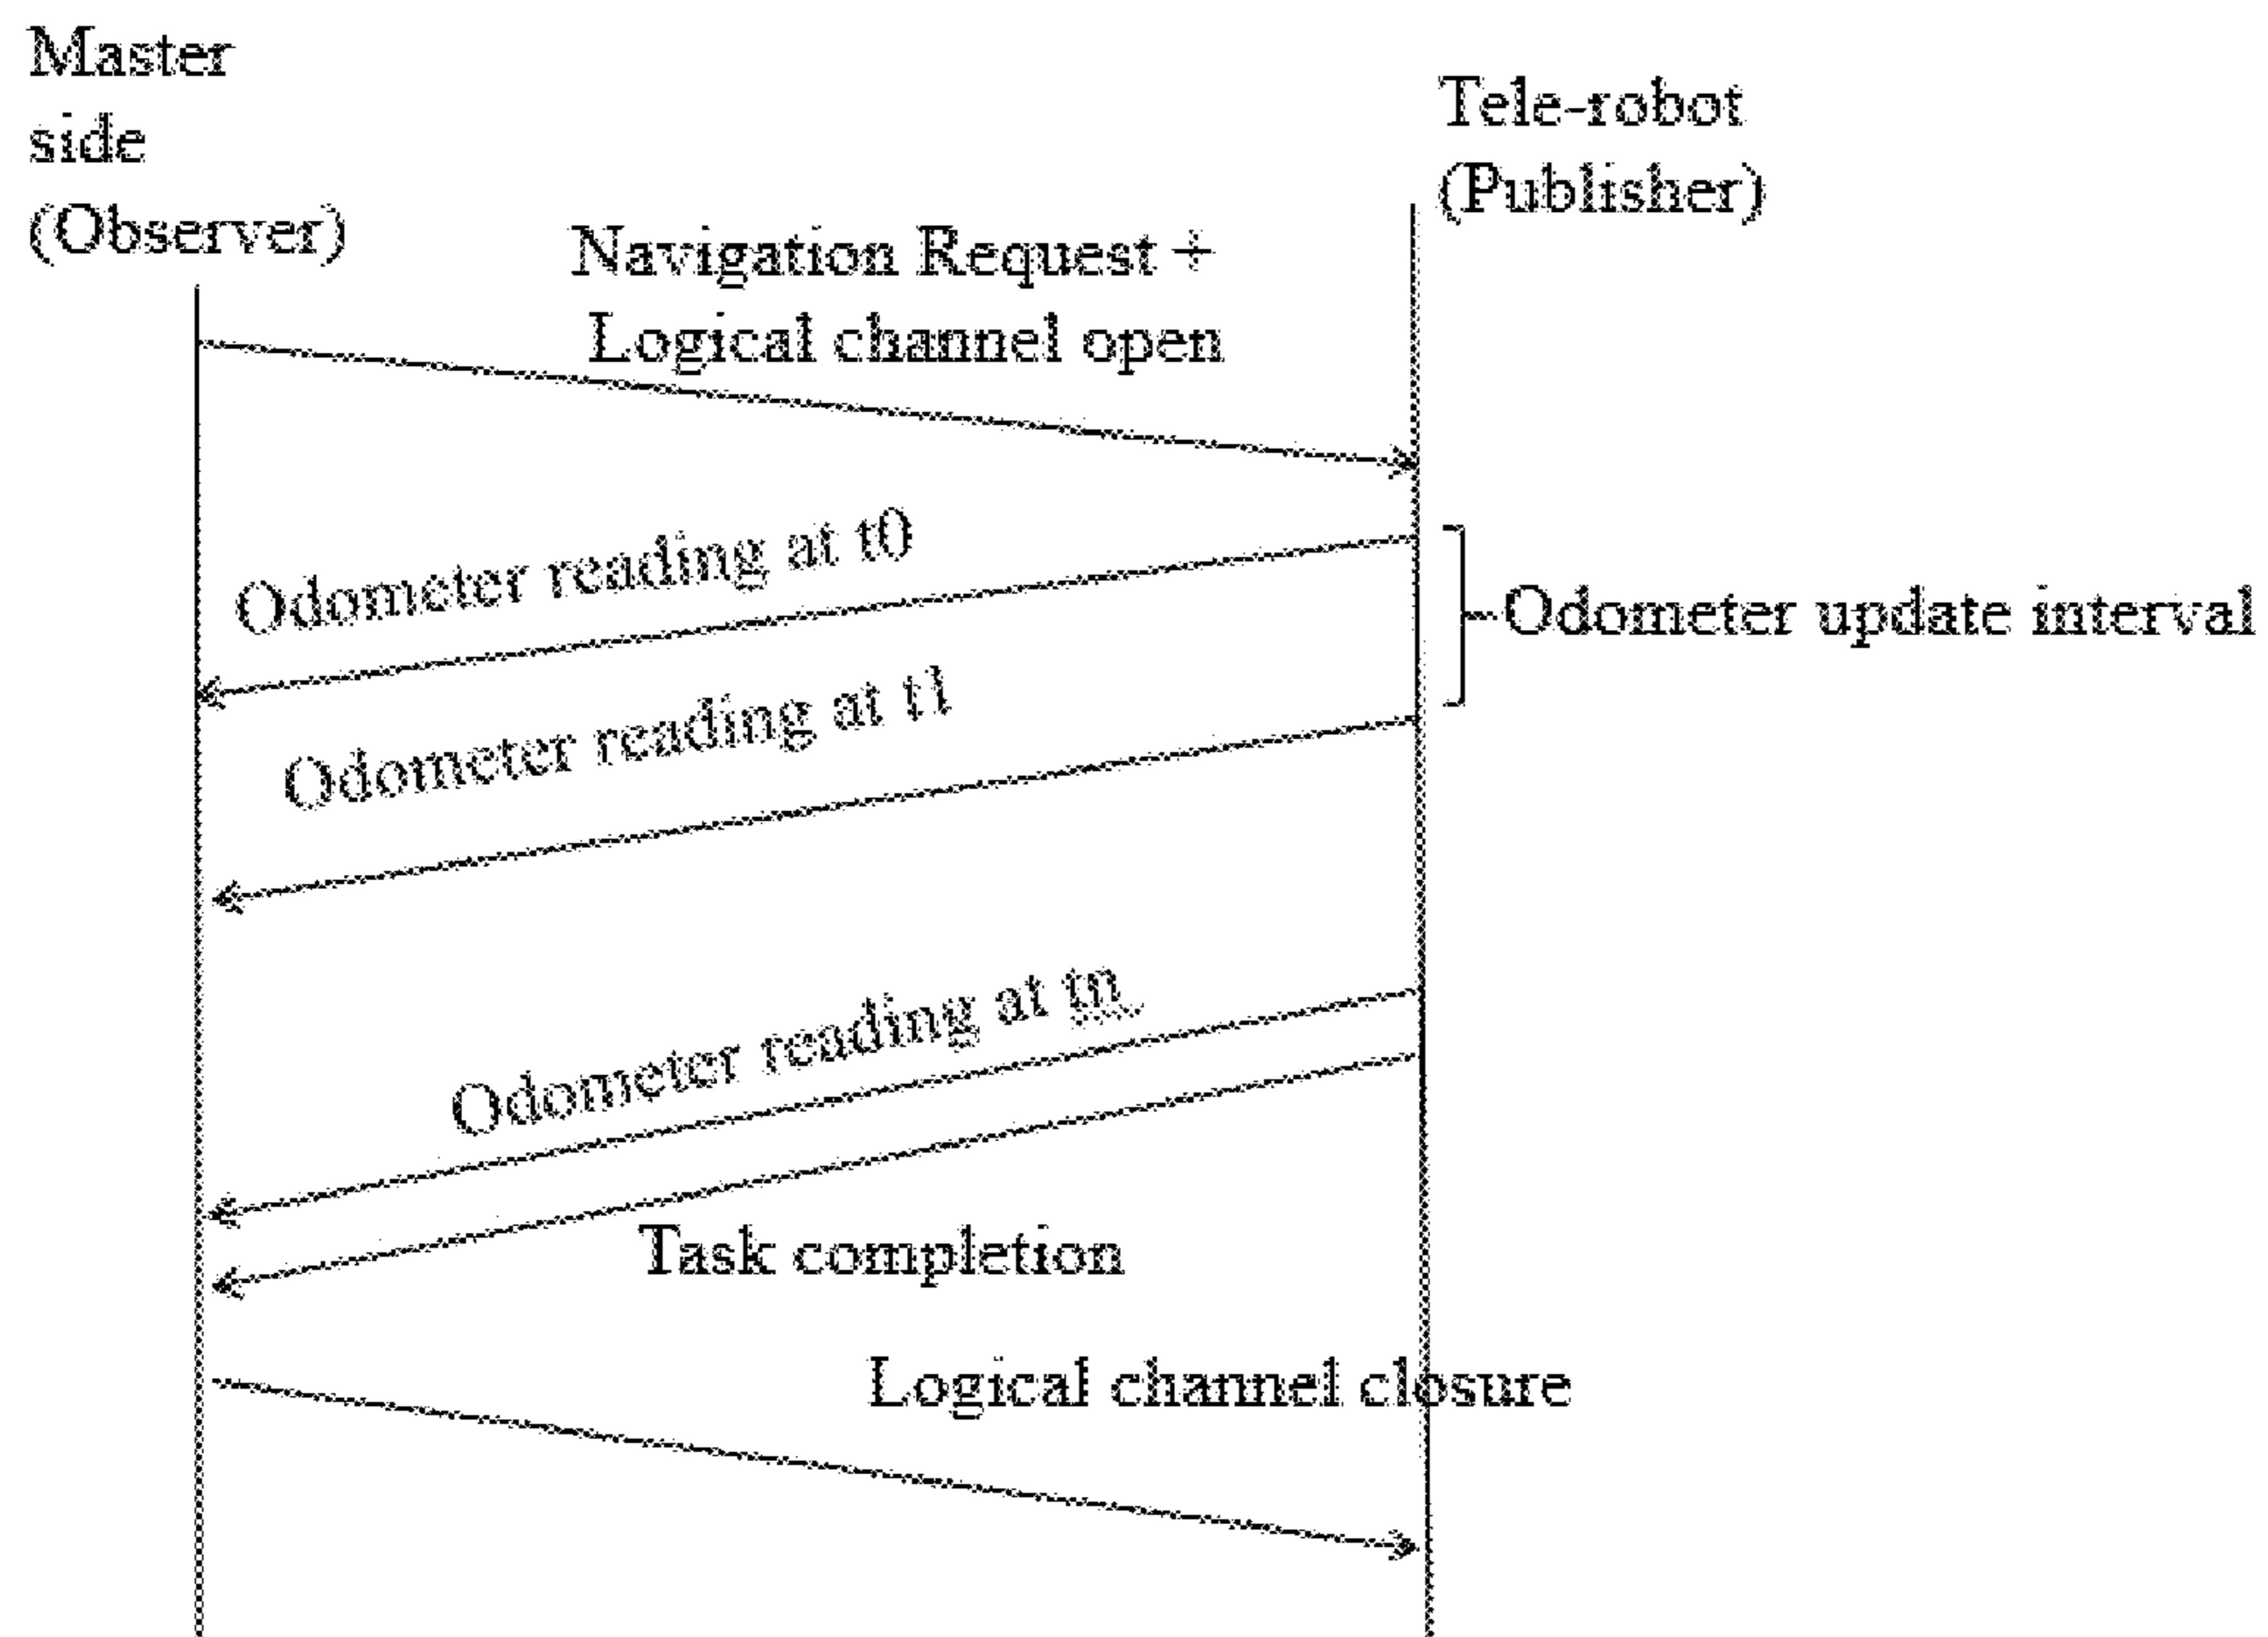 Master
side
(Observer)
Tele-robot
(Publisher)
Navigation Request +
Logical channel open
Odometer reading at t0
Odometer update interval
Odometer reading at t1
Odometer reading at tn
Task completion
Logical channel closure